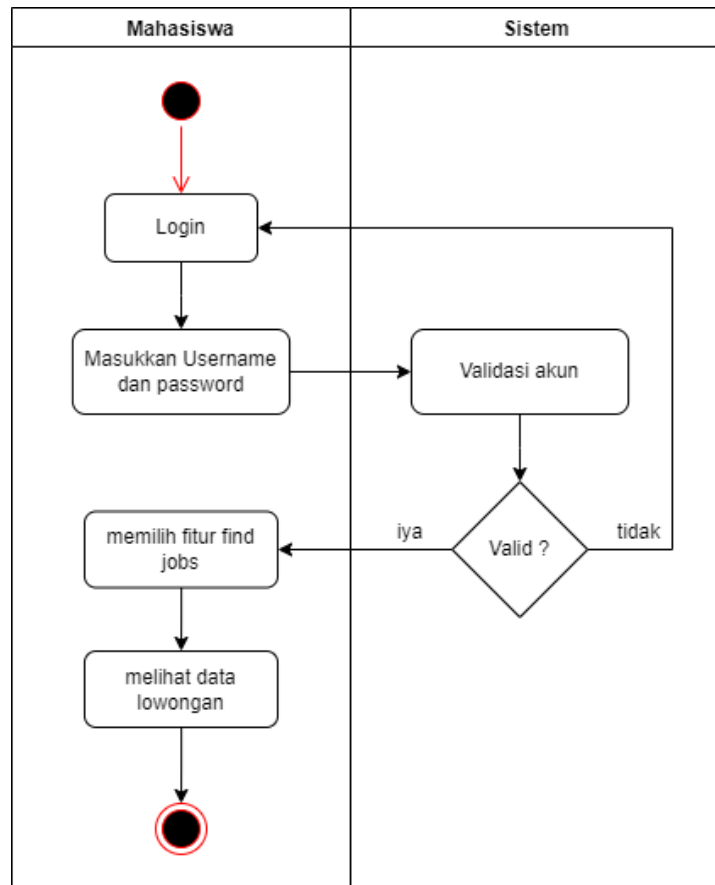 Mahasiswa
Sistem
Login
Masukkan Username
dan password
Validasi akun
memilih fitur find
jobs
iya
Valid ?
tidak
melihat data
lowongan